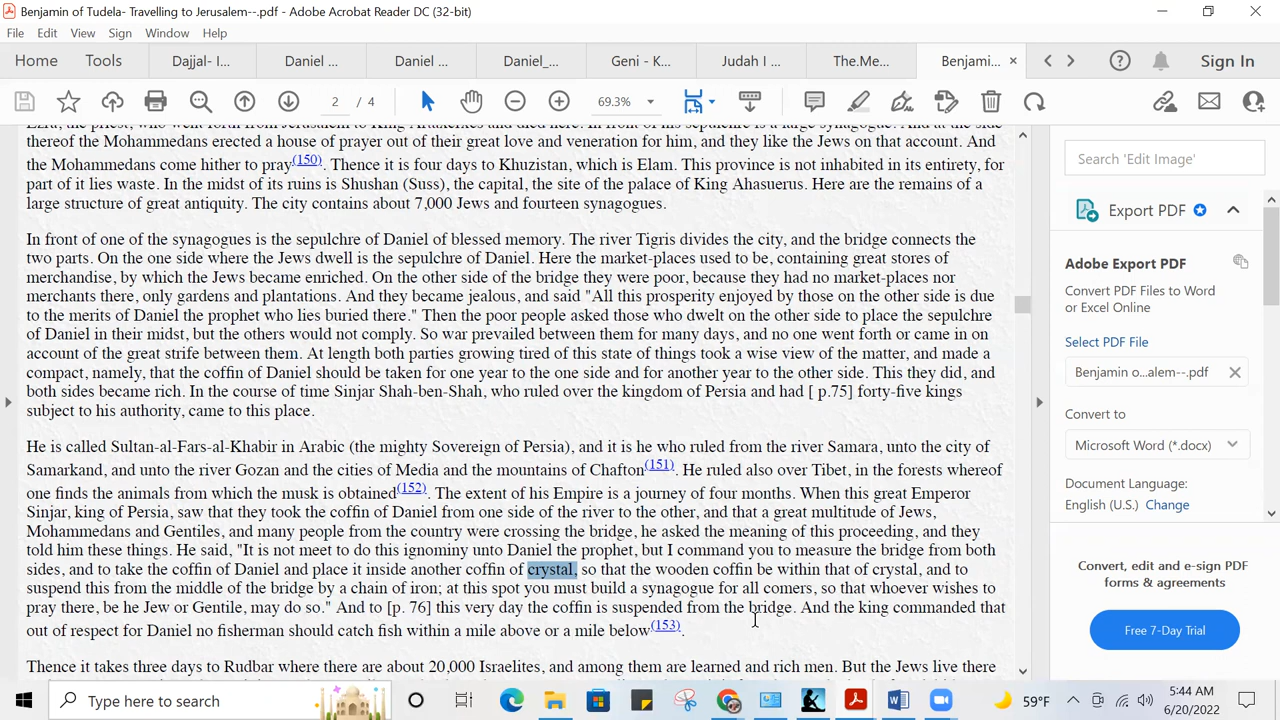 Benjamin of Tudela- Travelling to Jerusalem--.pdf - Adobe Acrobat Reader DC (32-bit)
File Edit View Sign Window Help
Home Tools Dajjal- I... Daniel ... Daniel ... Daniel_... Geni - K... Judah I ... The.Me... Benjami... Sign In
2 / 4 69.3%
thereof the Mohammedans erected a house of prayer out of their great love and veneration for him, and they like the Jews on that account. And
the Mohammedans come hither to pray(150). Thence it is four days to Khuzistan, which is Elam. This province is not inhabited in its entirety, for
part of it lies waste. In the midst of its ruins is Shushan (Suss), the capital, the site of the palace of King Ahasuerus. Here are the remains of a
large structure of great antiquity. The city contains about 7,000 Jews and fourteen synagogues.
In front of one of the synagogues is the sepulchre of Daniel of blessed memory. The river Tigris divides the city, and the bridge connects the
two parts. On the one side where the Jews dwell is the sepulchre of Daniel. Here the market-places used to be, containing great stores of
merchandise, by which the Jews became enriched. On the other side of the bridge they were poor, because they had no market-places nor
merchants there, only gardens and plantations. And they became jealous, and said "All this prosperity enjoyed by those on the other side is due
to the merits of Daniel the prophet who lies buried there." Then the poor people asked those who dwelt on the other side to place the sepulchre
of Daniel in their midst, but the others would not comply. So war prevailed between them for many days, and no one went forth or came in on
account of the great strife between them. At length both parties growing tired of this state of things took a wise view of the matter, and made a
compact, namely, that the coffin of Daniel should be taken for one year to the one side and for another year to the other side. This they did, and
both sides became rich. In the course of time Sinjar Shah-ben-Shah, who ruled over the kingdom of Persia and had [ p.75] forty-five kings
subject to his authority, came to this place.
He is called Sultan-al-Fars-al-Khabir in Arabic (the mighty Sovereign of Persia), and it is he who ruled from the river Samara, unto the city of
Samarkand, and unto the river Gozan and the cities of Media and the mountains of Chafton(151). He ruled also over Tibet, in the forests whereof
one finds the animals from which the musk is obtained(152). The extent of his Empire is a journey of four months. When this great Emperor
Sinjar, king of Persia, saw that they took the coffin of Daniel from one side of the river to the other, and that a great multitude of Jews,
Mohammedans and Gentiles, and many people from the country were crossing the bridge, he asked the meaning of this proceeding, and they
told him these things. He said, "It is not meet to do this ignominy unto Daniel the prophet, but I command you to measure the bridge from both
sides, and to take the coffin of Daniel and place it inside another coffin of crystal, so that the wooden coffin be within that of crystal, and to
suspend this from the middle of the bridge by a chain of iron; at this spot you must build a synagogue for all comers, so that whoever wishes to
pray there, be he Jew or Gentile, may do so." And to [p. 76] this very day the coffin is suspended from the bridge. And the king commanded that
out of respect for Daniel no fisherman should catch fish within a mile above or a mile below(153).
Thence it takes three days to Rudbar where there are about 20,000 Israelites, and among them are learned and rich men. But the Jews live there
Search 'Edit Image'
Export PDF
Adobe Export PDF
Convert PDF Files to Word
or Excel Online
Select PDF File
Benjamin o...alem--.pdf
Convert to
Microsoft Word (*.docx)
Document Language:
English (U.S.) Change
Convert, edit and e-sign PDF
forms & agreements
Free 7-Day Trial
Type here to search
59°F
5:44 AM
6/20/2022